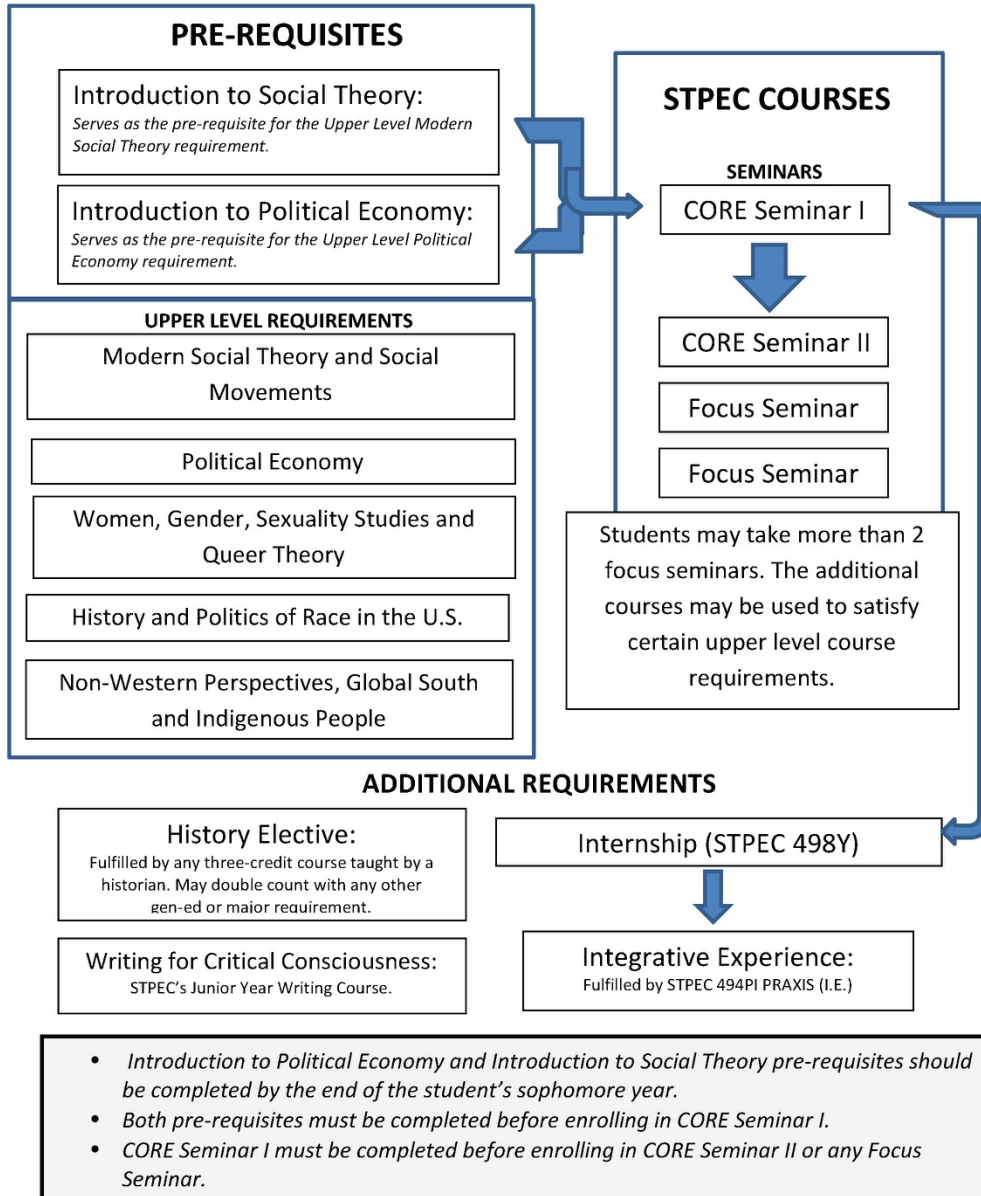 PRE-REQUISITES
Introduction to Social Theory:
Serves as the pre-requisite for the Upper Level Modern
Social Theory requirement.
Introduction to Political Economy:
Serves as the pre-requisite for the Upper Level Political
Economy requirement.
UPPER LEVEL REQUIREMENTS
Modern Social Theory and Social
Movements
Political Economy
Women, Gender, Sexuality Studies and
Queer Theory
History and Politics of Race in the U.S.
Non-Western Perspectives, Global South
and Indigenous People
STPEC COURSES
SEMINARS
CORE Seminar I
CORE Seminar II
Focus Seminar
Focus Seminar
Students may take more than 2
focus seminars. The additional
courses may be used to satisfy
certain upper level course
requirements.
ADDITIONAL REQUIREMENTS
History Elective:
Fulfilled by any three-credit course taught by a
historian. May double count with any other
gen-ed or major requirement.
Writing for Critical Consciousness:
STPEC’s Junior Year Writing Course.
Internship (STPEC 498Y)
Integrative Experience:
Fulfilled by STPEC 494PI PRAXIS (I.E.)
• Introduction to Political Economy and Introduction to Social Theory pre-requisites should
be completed by the end of the student’s sophomore year.
• Both pre-requisites must be completed before enrolling in CORE Seminar I.
• CORE Seminar I must be completed before enrolling in CORE Seminar II or any Focus
Seminar.